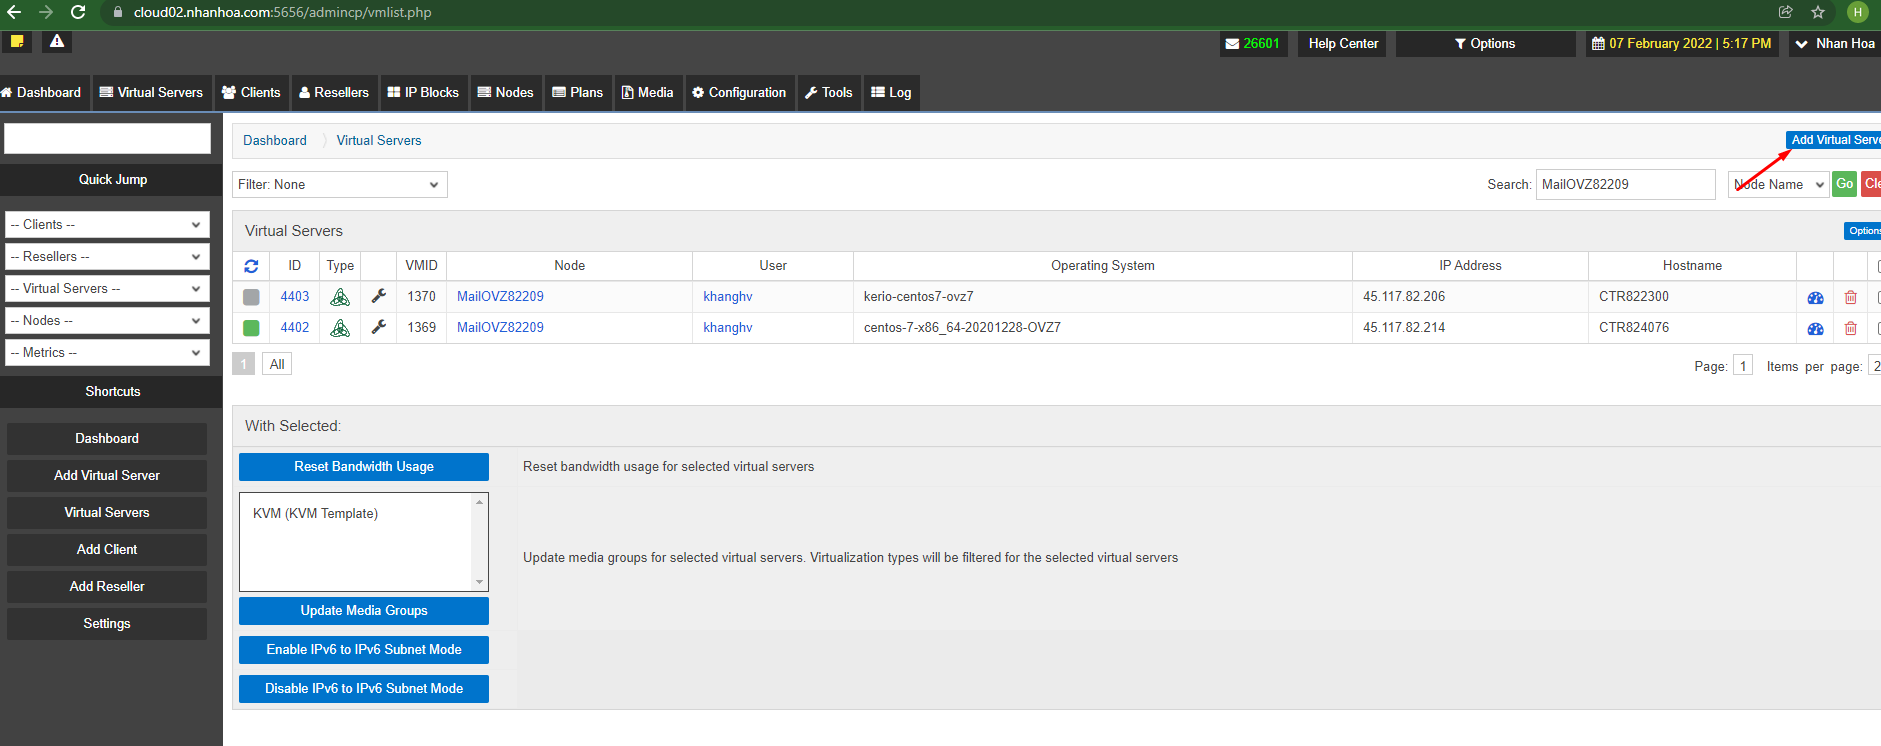 cloud02.nhanhoa.com:5656/admincp/vmlist.php
H
26601
Help Center
Options
07 February 2022 | 5:17 PM
Nhan Hoa
Dashboard
Virtual Servers
Clients
Resellers
IP Blocks
Nodes
Plans
Media
Configuration
Tools
Log
Quick Jump
-- Clients --
-- Resellers --
-- Virtual Servers --
-- Nodes --
-- Metrics --
Shortcuts
Dashboard
Add Virtual Server
Virtual Servers
Add Client
Add Reseller
Settings
Dashboard
Virtual Servers
Add Virtual Serve
Filter: None
Search: MailOVZ82209 Node Name Go Cle
Virtual Servers
Options
ID Type VMID Node User Operating System IP Address Hostname
4403 1370 MailOVZ82209 khanghv kerio-centos7-ovz7 45.117.82.206 CTR822300
4402 1369 MailOVZ82209 khanghv centos-7-x86_64-20201228-OVZ7 45.117.82.214 CTR824076
1 All
Page: 1 Items per page: 2
With Selected:
Reset Bandwidth Usage
Reset bandwidth usage for selected virtual servers
KVM (KVM Template)
Update media groups for selected virtual servers. Virtualization types will be filtered for the selected virtual servers
Update Media Groups
Enable IPv6 to IPv6 Subnet Mode
Disable IPv6 to IPv6 Subnet Mode